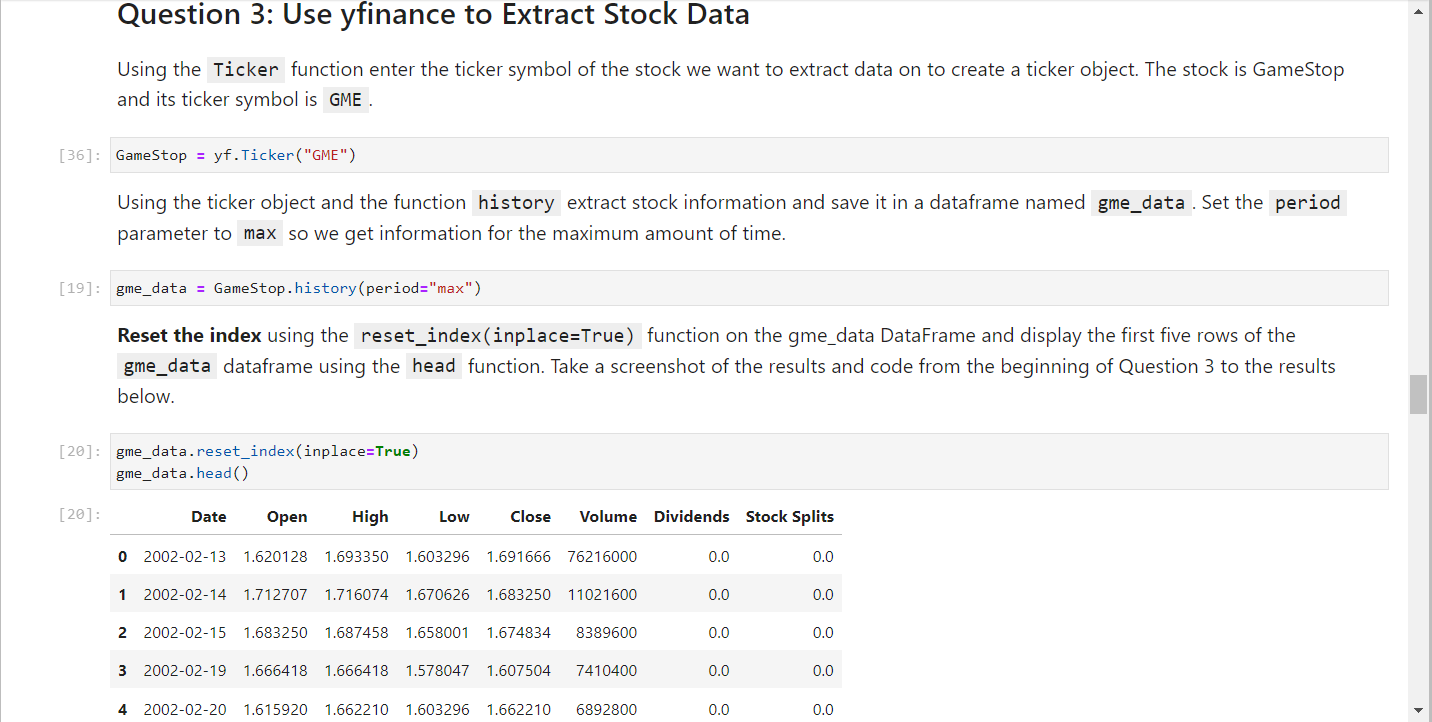 Question 3: Use yfinance to Extract Stock Data
Using the Ticker function enter the ticker symbol of the stock we want to extract data on to create a ticker object. The stock is GameStop
and its ticker symbol is GME.
[36]: GameStop = yf.Ticker("GME")
Using the ticker object and the function history extract stock information and save it in a dataframe named gme_data. Set the period
parameter to max so we get information for the maximum amount of time.
[19]: gme_data = GameStop.history(period="max")
Reset the index using the reset_index(inplace=True) function on the gme_data DataFrame and display the first five rows of the
gme_data dataframe using the head function. Take a screenshot of the results and code from the beginning of Question 3 to the results
below.
[20]: gme_data.reset_index(inplace=True)
gme_data.head()
[20]: Date Open High Low Close Volume Dividends Stock Splits
0 2002-02-13 1.620128 1.693350 1.603296 1.691666 76216000 0.0 0.0
1 2002-02-14 1.712707 1.716074 1.670626 1.683250 11021600 0.0 0.0
2 2002-02-15 1.683250 1.687458 1.658001 1.674834 8389600 0.0 0.0
3 2002-02-19 1.666418 1.666418 1.578047 1.607504 7410400 0.0 0.0
4 2002-02-20 1.615920 1.662210 1.603296 1.662210 6892800 0.0 0.0